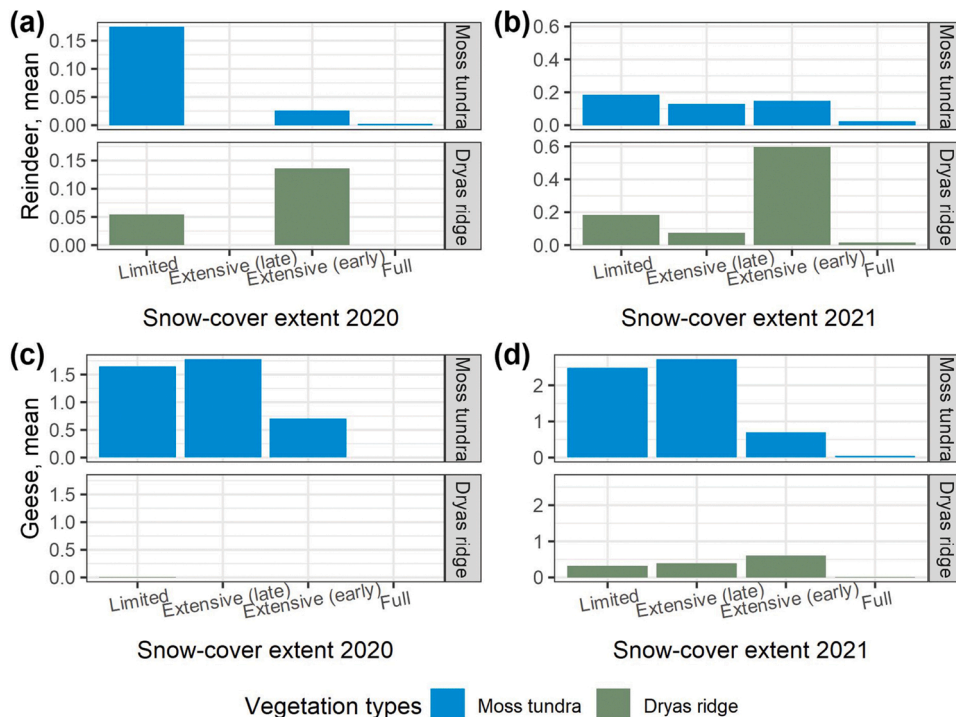 (a)
Reindeer, mean
0.15
0.10
0.05
0.00
Moss tundra
0.15
0.10
0.05
0.00
Dryas ridge
Limited
Extensive (late)
Extensive (early)
Full
Snow-cover extent 2020
(b)
0.6
0.4
0.2
0.0
Moss tundra
0.6
0.4
0.2
0.0
Dryas ridge
Limited
Extensive (late)
Extensive (early)
Full
Snow-cover extent 2021
(c)
Geese, mean
1.5
1.0
0.5
0.0
Moss tundra
1.5
1.0
0.5
0.0
Dryas ridge
Limited
Extensive (late)
Extensive (early)
Full
Snow-cover extent 2020
(d)
2
1
0
Moss tundra
2
1
0
Dryas ridge
Limited
Extensive (late)
Extensive (early)
Full
Snow-cover extent 2021
Vegetation types Moss tundra Dryas ridge